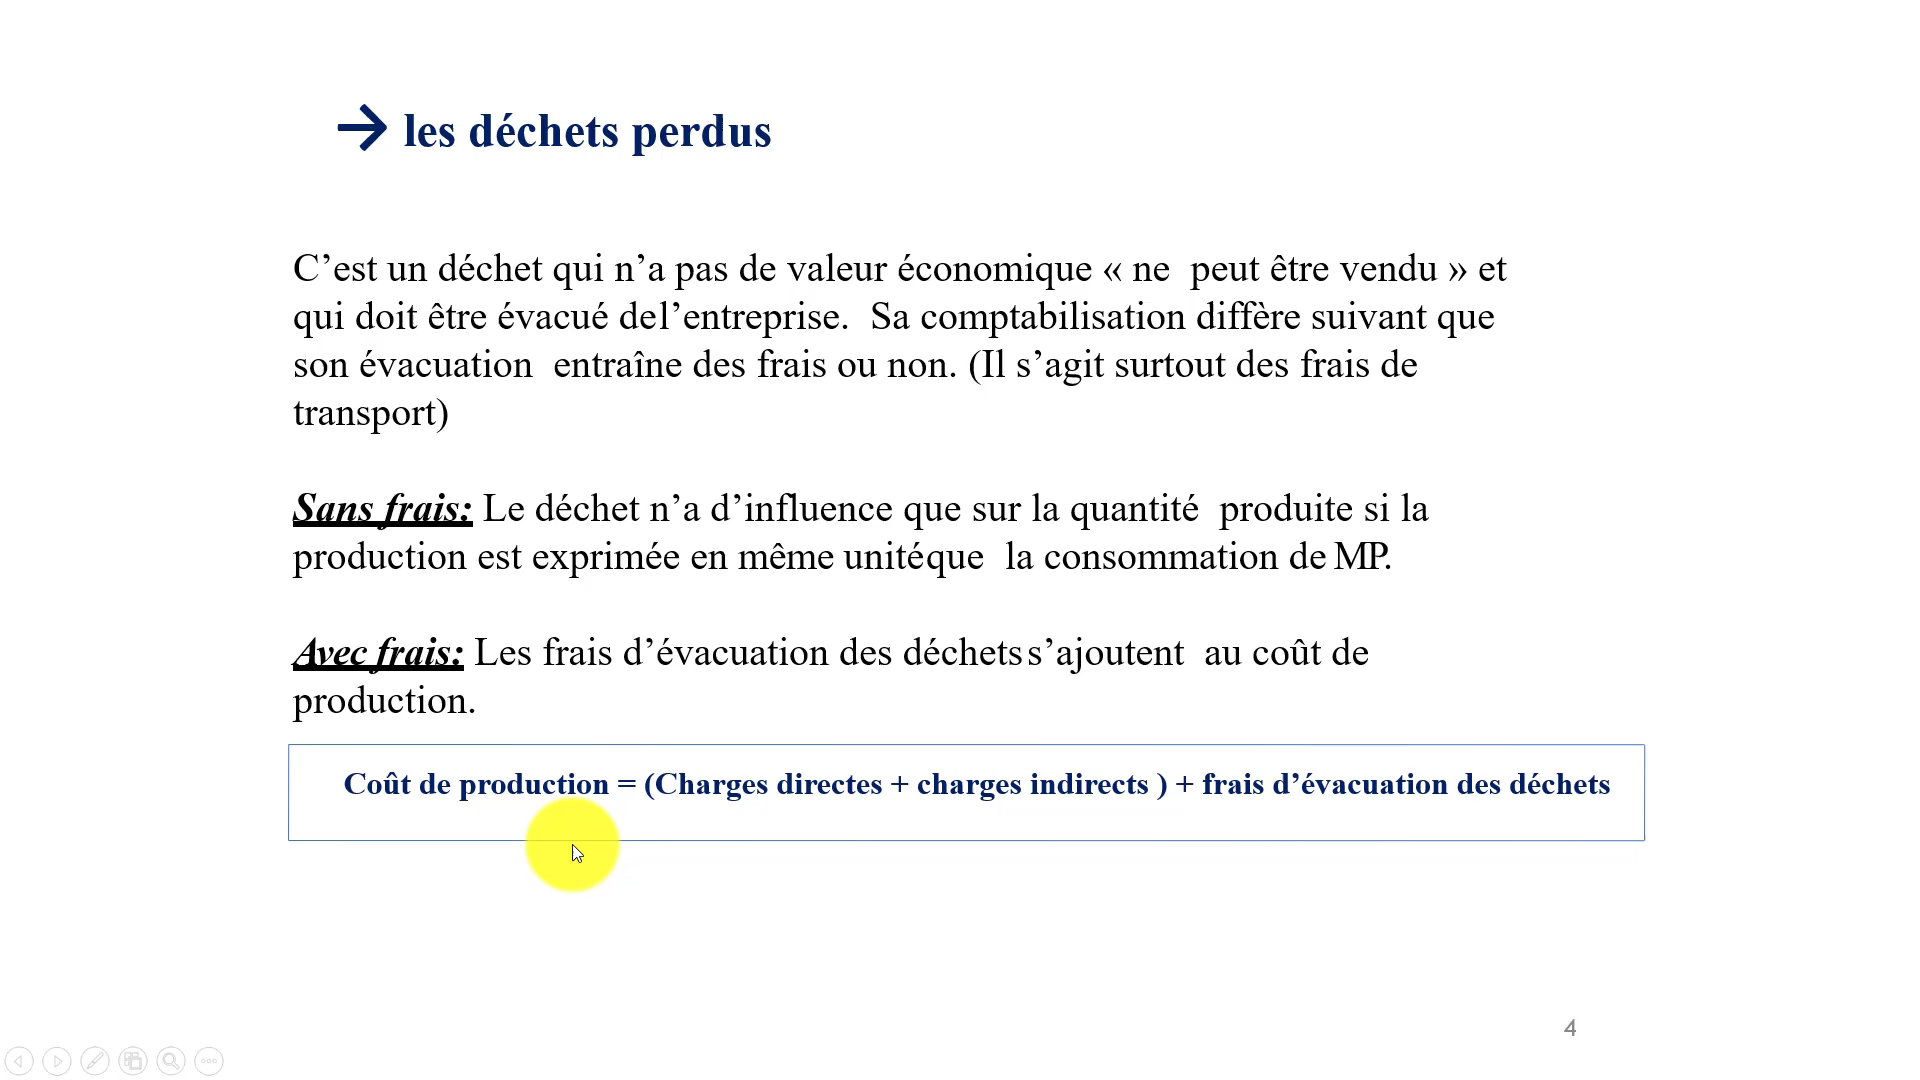 → les déchets perdus
C’est un déchet qui n’a pas de valeur économique « ne peut être vendu » et
qui doit être évacué del’entreprise. Sa comptabilisation diffère suivant que
son évacuation entraîne des frais ou non. (Il s’agit surtout des frais de
transport)
Sans frais: Le déchet n’a d’influence que sur la quantité produite si la
production est exprimée en même unitéque la consommation de MP.
Avec frais: Les frais d’évacuation des déchets s’ajoutent au coût de
production.
Coût de production = (Charges directes + charges indirects ) + frais d’évacuation des déchets
4